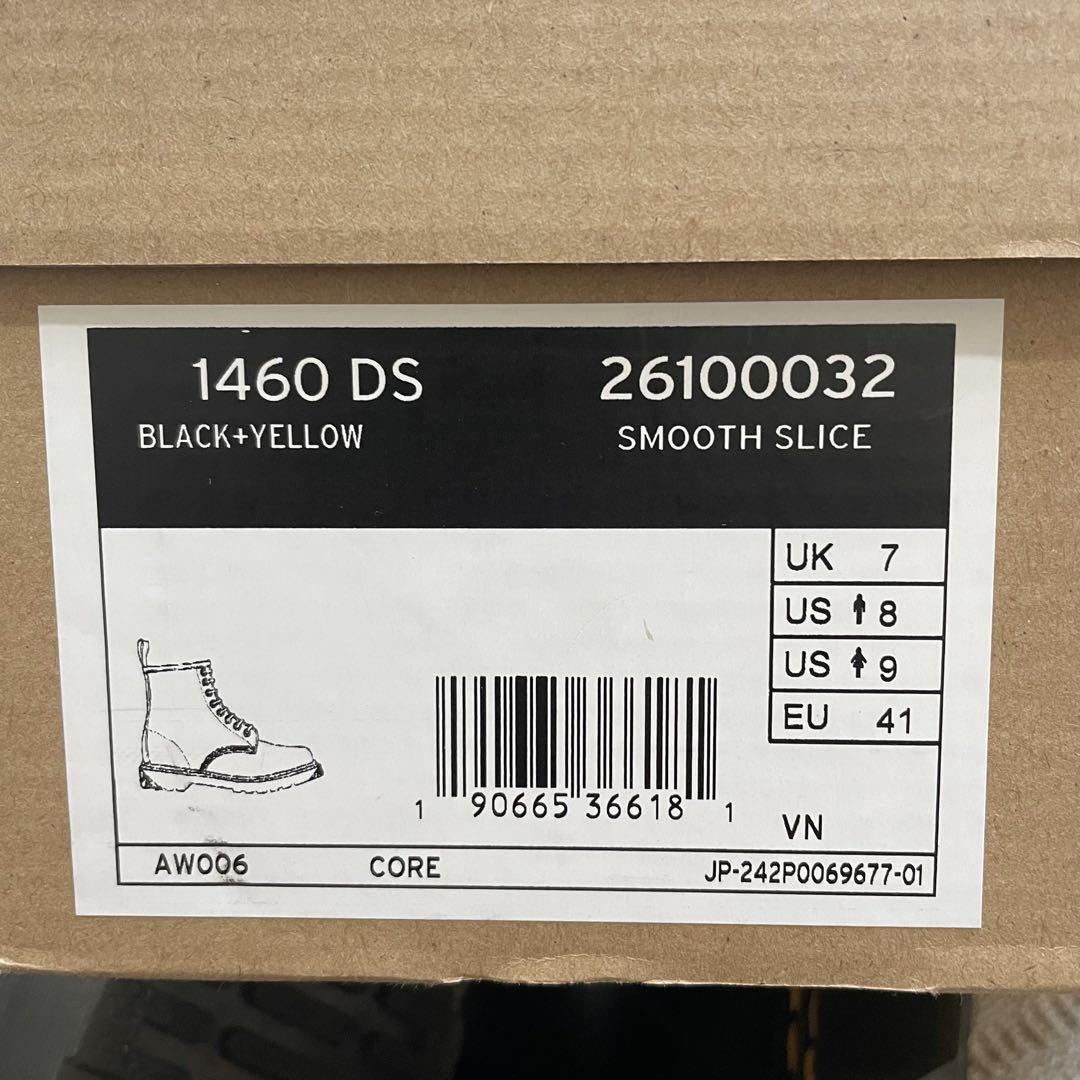 1460 DS 26100032
BLACK+YELLOW SMOOTH SLICE
UK 7
US 8
US 9
EU 41
1 90665 36618 1
VN
AW006 CORE JP-242P0069677-01